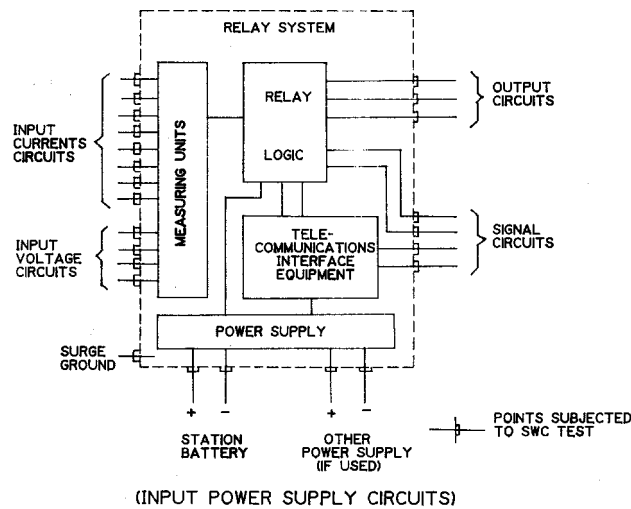 RELAY SYSTEM
INPUT
CURRENTS
CIRCUITS
INPUT
VOLTAGE
CIRCUITS
SURGE
GROUND
MEASURING UNITS
RELAY
LOGIC
TELE-
COMMUNICATIONS
INTERFACE
EQUIPMENT
POWER SUPPLY
OUTPUT
CIRCUITS
SIGNAL
CIRCUITS
+ -
STATION
BATTERY
+ -
OTHER
POWER SUPPLY
(IF USED)
POINTS SUBJECTED
TO SWC TEST
(INPUT POWER SUPPLY CIRCUITS)